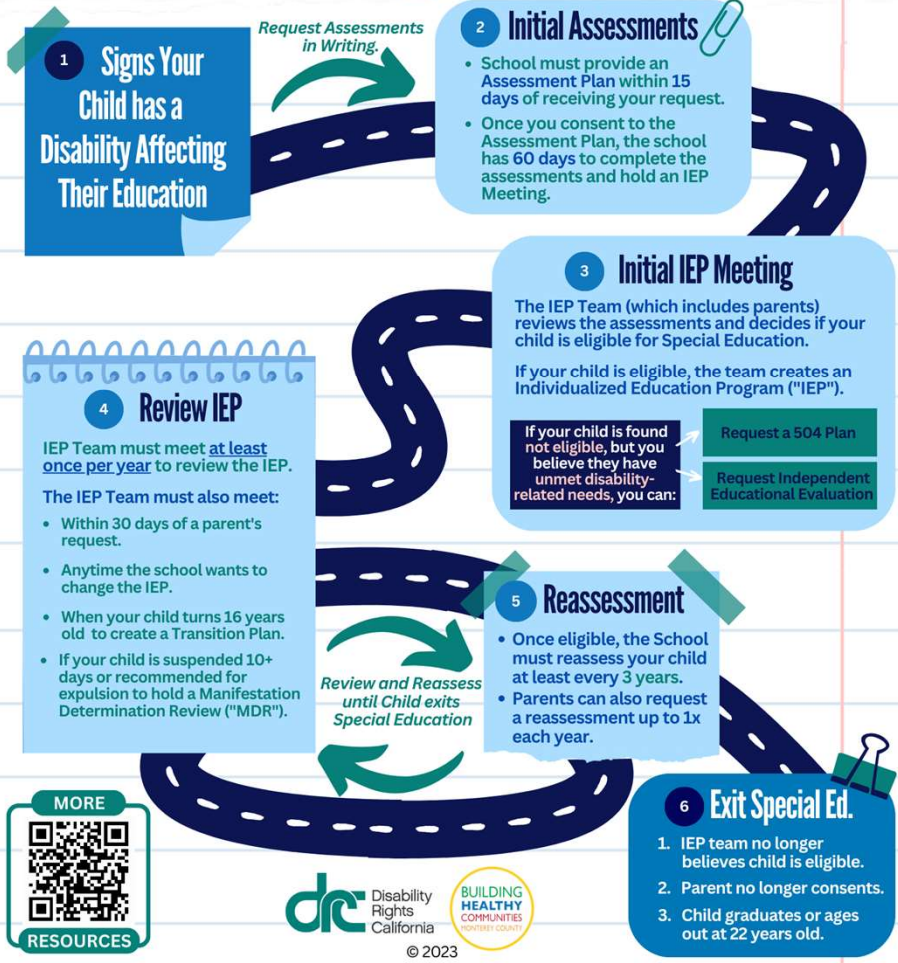 1
Signs Your
Child has a
Disability Affecting
Their Education
Request Assessments
in Writing.
2
Initial Assessments
• School must provide an
Assessment Plan within 15
days of receiving your request.
• Once you consent to the
Assessment Plan, the school
has 60 days to complete the
assessments and hold an IEP
Meeting.
3
Initial IEP Meeting
The IEP Team (which includes parents)
reviews the assessments and decides if your
child is eligible for Special Education.
If your child is eligible, the team creates an
Individualized Education Program ("IEP").
If your child is found
not eligible, but you
believe they have
unmet disability-
related needs, you can:
Request a 504 Plan
Request Independent
Educational Evaluation
4
Review IEP
IEP Team must meet at least
once per year to review the IEP.
The IEP Team must also meet:
• Within 30 days of a parent's
request.
• Anytime the school wants to
change the IEP.
• When your child turns 16 years
old to create a Transition Plan.
• If your child is suspended 10+
days or recommended for
expulsion to hold a Manifestation
Determination Review ("MDR").
Review and Reassess
until Child exits
Special Education
5
Reassessment
• Once eligible, the School
must reassess your child
at least every 3 years.
• Parents can also request
a reassessment up to 1x
each year.
6
Exit Special Ed.
1. IEP team no longer
believes child is eligible.
2. Parent no longer consents.
3. Child graduates or ages
out at 22 years old.
MORE
RESOURCES
drc
Disability
Rights
California
BUILDING
HEALTHY
COMMUNITIES
MONTEREY COUNTY
© 2023